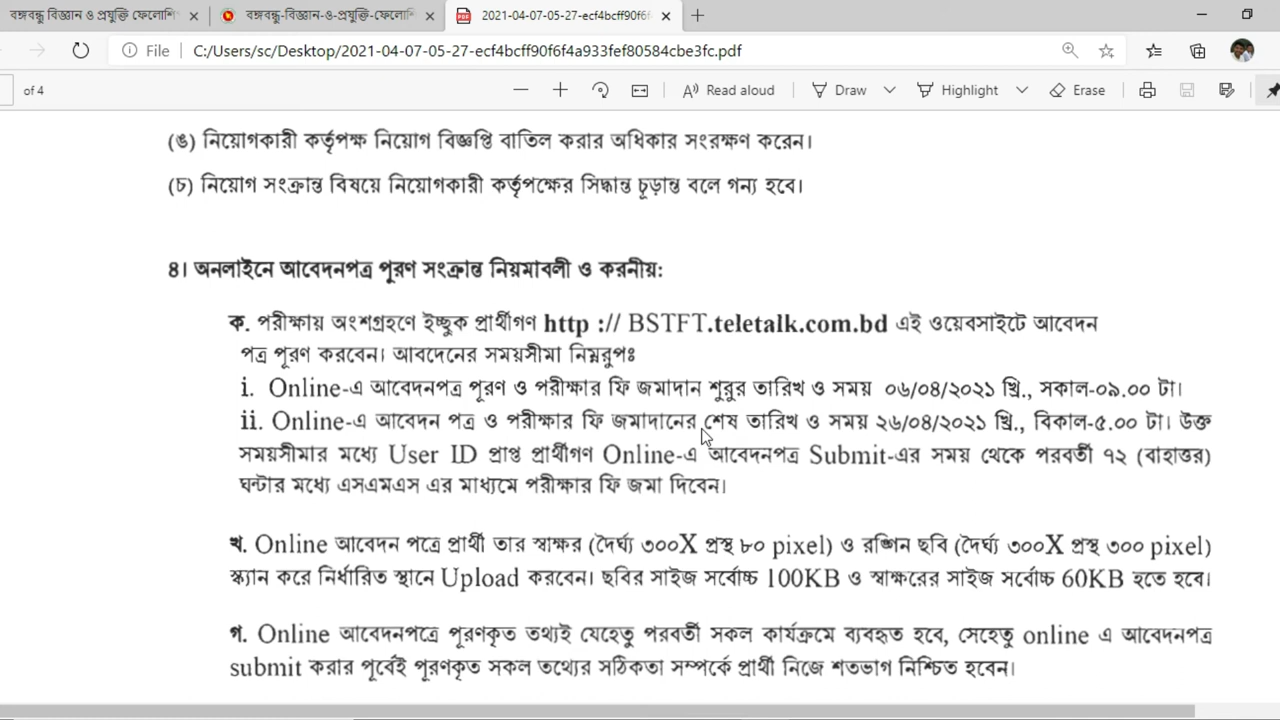 বঙ্গবন্ধু বিজ্ঞান ও প্রযুক্তি ফেলোশি
বঙ্গবন্ধু-বিজ্ঞান-ও-প্রযুক্তি-ফেলোশি
2021-04-07-05-27-ecf4bcff90f6f
File C:/Users/sc/Desktop/2021-04-07-05-27-ecf4bcff90f6f4a933fef80584cbe3fc.pdf
of 4 Read aloud Draw Highlight Erase
(ঙ) নিয়োগকারী কর্তৃপক্ষ নিয়োগ বিজ্ঞপ্তি বাতিল করার অধিকার সংরক্ষণ করেন।
(চ) নিয়োগ সংক্রান্ত বিষয়ে নিয়োগকারী কর্তৃপক্ষের সিদ্ধান্ত চূড়ান্ত বলে গন্য হবে।
৪। অনলাইনে আবেদনপত্র পূরণ সংক্রান্ত নিয়মাবলী ও করনীয়:
ক. পরীক্ষায় অংশগ্রহণে ইচ্ছুক প্রার্থীগণ http :// BSTFT.teletalk.com.bd এই ওয়েবসাইটে আবেদন
পত্র পূরণ করবেন। আবদেনের সময়সীমা নিম্নরুপঃ
i. Online-এ আবেদনপত্র পূরণ ও পরীক্ষার ফি জমাদান শুরুর তারিখ ও সময় ০৬/০৪/২০২১ খ্রি., সকাল-০৯.০০ টা।
ii. Online-এ আবেদন পত্র ও পরীক্ষার ফি জমাদানের শেষ তারিখ ও সময় ২৬/০৪/২০২১ খ্রি., বিকাল-৫.০০ টা। উক্ত
সময়সীমার মধ্যে User ID প্রাপ্ত প্রার্থীগণ Online-এ আবেদনপত্র Submit-এর সময় থেকে পরবর্তী ৭২ (বাহাত্তর)
ঘন্টার মধ্যে এসএমএস এর মাধ্যমে পরীক্ষার ফি জমা দিবেন।
খ. Online আবেদন পত্রে প্রার্থী তার স্বাক্ষর (দৈর্ঘ্য ৩০০X প্রস্থ ৮০ pixel) ও রঙ্গিন ছবি (দৈর্ঘ্য ৩০০X প্রস্থ ৩০০ pixel)
স্ক্যান করে নির্ধারিত স্থানে Upload করবেন। ছবির সাইজ সর্বোচ্চ 100KB ও স্বাক্ষরের সাইজ সর্বোচ্চ 60KB হতে হবে।
গ. Online আবেদনপত্রে পূরণকৃত তথ্যই যেহেতু পরবর্তী সকল কার্যক্রমে ব্যবহৃত হবে, সেহেতু online এ আবেদনপত্র
submit করার পূর্বেই পূরণকৃত সকল তথ্যের সঠিকতা সম্পর্কে প্রার্থী নিজে শতভাগ নিশ্চিত হবেন।